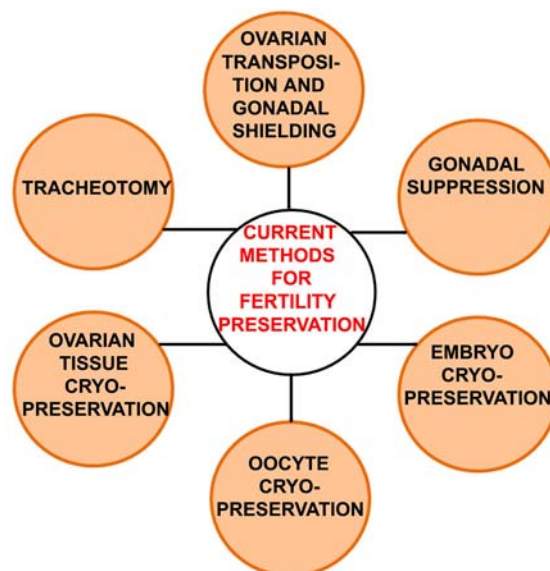 OVARIAN
TRANSPOSI-
TION AND
GONADAL
SHIELDING
TRACHEOTOMY
GONADAL
SUPPRESSION
CURRENT
METHODS
FOR
FERTILITY
PRESERVATION
OVARIAN
TISSUE
CRYO-
PRESERVATION
EMBRYO
CRYO-
PRESERVATION
OOCYTE
CRYO-
PRESERVATION